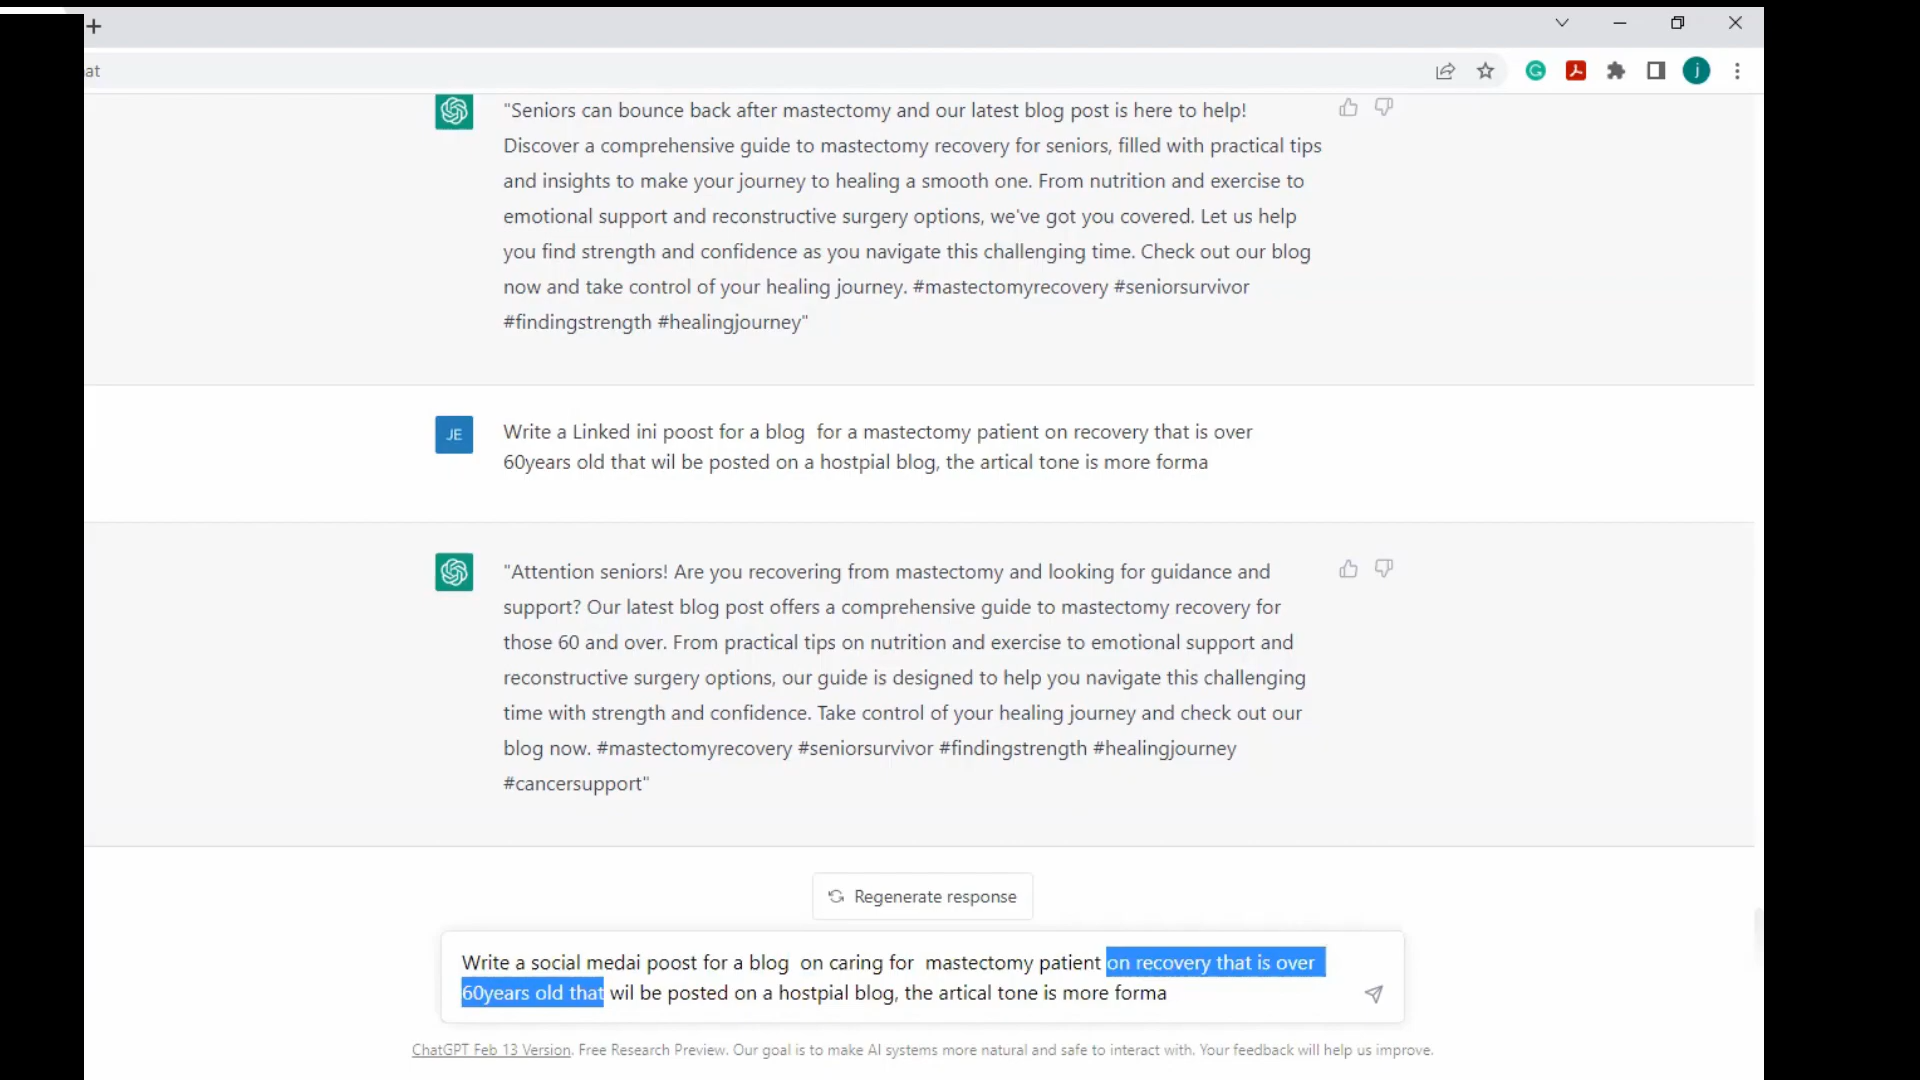 at
j
"Seniors can bounce back after mastectomy and our latest blog post is here to help!
Discover a comprehensive guide to mastectomy recovery for seniors, filled with practical tips
and insights to make your journey to healing a smooth one. From nutrition and exercise to
emotional support and reconstructive surgery options, we've got you covered. Let us help
you find strength and confidence as you navigate this challenging time. Check out our blog
now and take control of your healing journey. #mastectomyrecovery #seniorsurvivor
#findingstrength #healingjourney"
JE
Write a Linked ini poost for a blog  for a mastectomy patient on recovery that is over
60years old that wil be posted on a hostpial blog, the artical tone is more forma
"Attention seniors! Are you recovering from mastectomy and looking for guidance and
support? Our latest blog post offers a comprehensive guide to mastectomy recovery for
those 60 and over. From practical tips on nutrition and exercise to emotional support and
reconstructive surgery options, our guide is designed to help you navigate this challenging
time with strength and confidence. Take control of your healing journey and check out our
blog now. #mastectomyrecovery #seniorsurvivor #findingstrength #healingjourney
#cancersupport"
Regenerate response
Write a social medai poost for a blog  on caring for  mastectomy patient on recovery that is over
60years old that wil be posted on a hostpial blog, the artical tone is more forma
ChatGPT Feb 13 Version. Free Research Preview. Our goal is to make AI systems more natural and safe to interact with. Your feedback will help us improve.